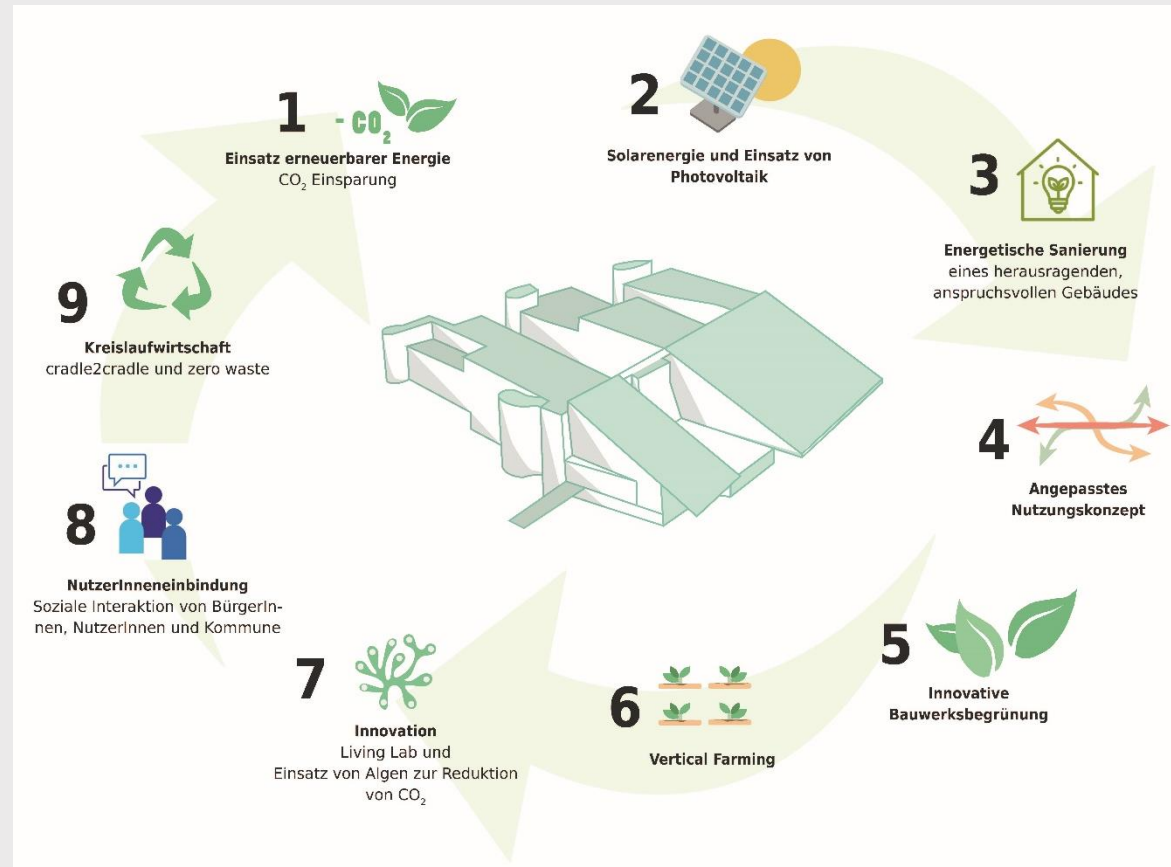 1
- CO₂
Einsatz erneuerbarer Energie
CO₂ Einsparung
2
Solarenergie und Einsatz von
Photovoltaik
3
Energetische Sanierung
eines herausragenden,
anspruchsvollen Gebäudes
4
Angepasstes
Nutzungskonzept
5
Innovative
Bauwerksbegrünung
6
Vertical Farming
7
Innovation
Living Lab und
Einsatz von Algen zur Reduktion
von CO₂
8
NutzerInneneinbindung
Soziale Interaktion von BürgerIn-
nen, NutzerInnen und Kommune
9
Kreislaufwirtschaft
cradle2cradle und zero waste